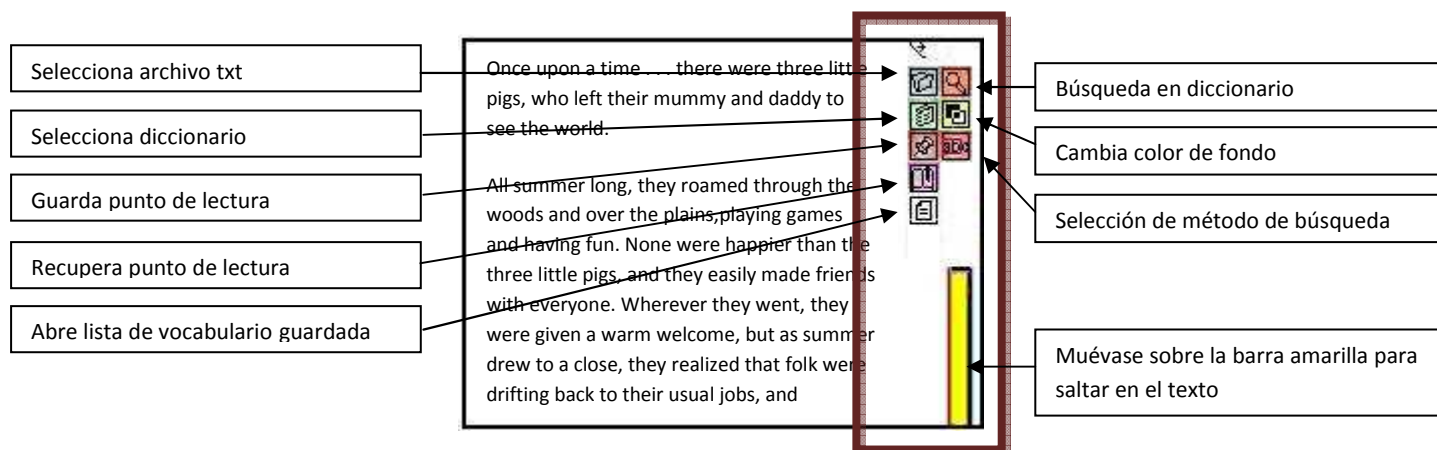 Selecciona archivo txt
Selecciona diccionario
Guarda punto de lectura
Recupera punto de lectura
Abre lista de vocabulario guardada
Once upon a time . . . . there were three little
pigs, who left their mummy and daddy to
see the world.
All summer long, they roamed through the
woods and over the plains,playing games
and having fun. None were happier than the
three little pigs, and they easily made friends
with everyone. Wherever they went, they
were given a warm welcome, but as summer
drew to a close, they realized that folk were
drifting back to their usual jobs, and
abc
Búsqueda en diccionario
Cambia color de fondo
Selección de método de búsqueda
Muévase sobre la barra amarilla para
saltar en el texto